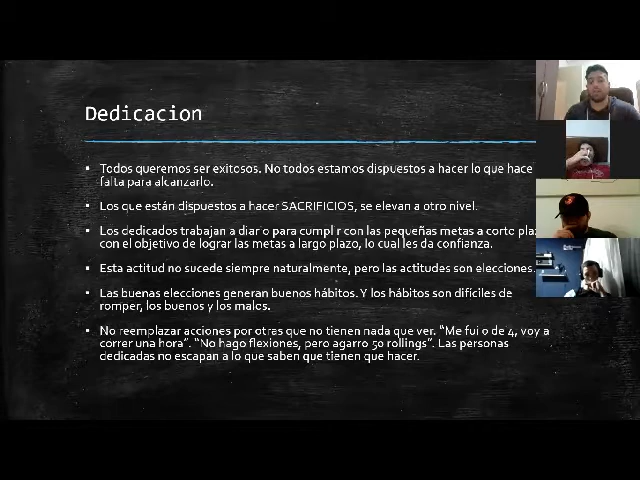 Dedicacion
Todos queremos ser exitosos. No todos estamos dispuestos a hacer lo que hace
falta para alcanzarlo.
Los que están dispuestos a hacer SACRIFICIOS, se elevan a otro nivel.
Los dedicados trabajan a diario para cumplir con las pequeñas metas a corto
con el objetivo de lograr las metas a largo plazo, lo cual les da confianza.
Esta actitud no sucede siempre naturalmente, pero las actitudes son elecciones.
Las buenas elecciones generan buenos hábitos. Y los hábitos son difíciles de
romper, los buenos y los malos.
No reemplazar acciones por otras que no tienen nada que ver. “Me fui 0 de 4, voy a
correr una hora”. “No hago flexiones, pero agarro 50 rollings”. Las personas
dedicadas no escapan a lo que saben que tienen que hacer.